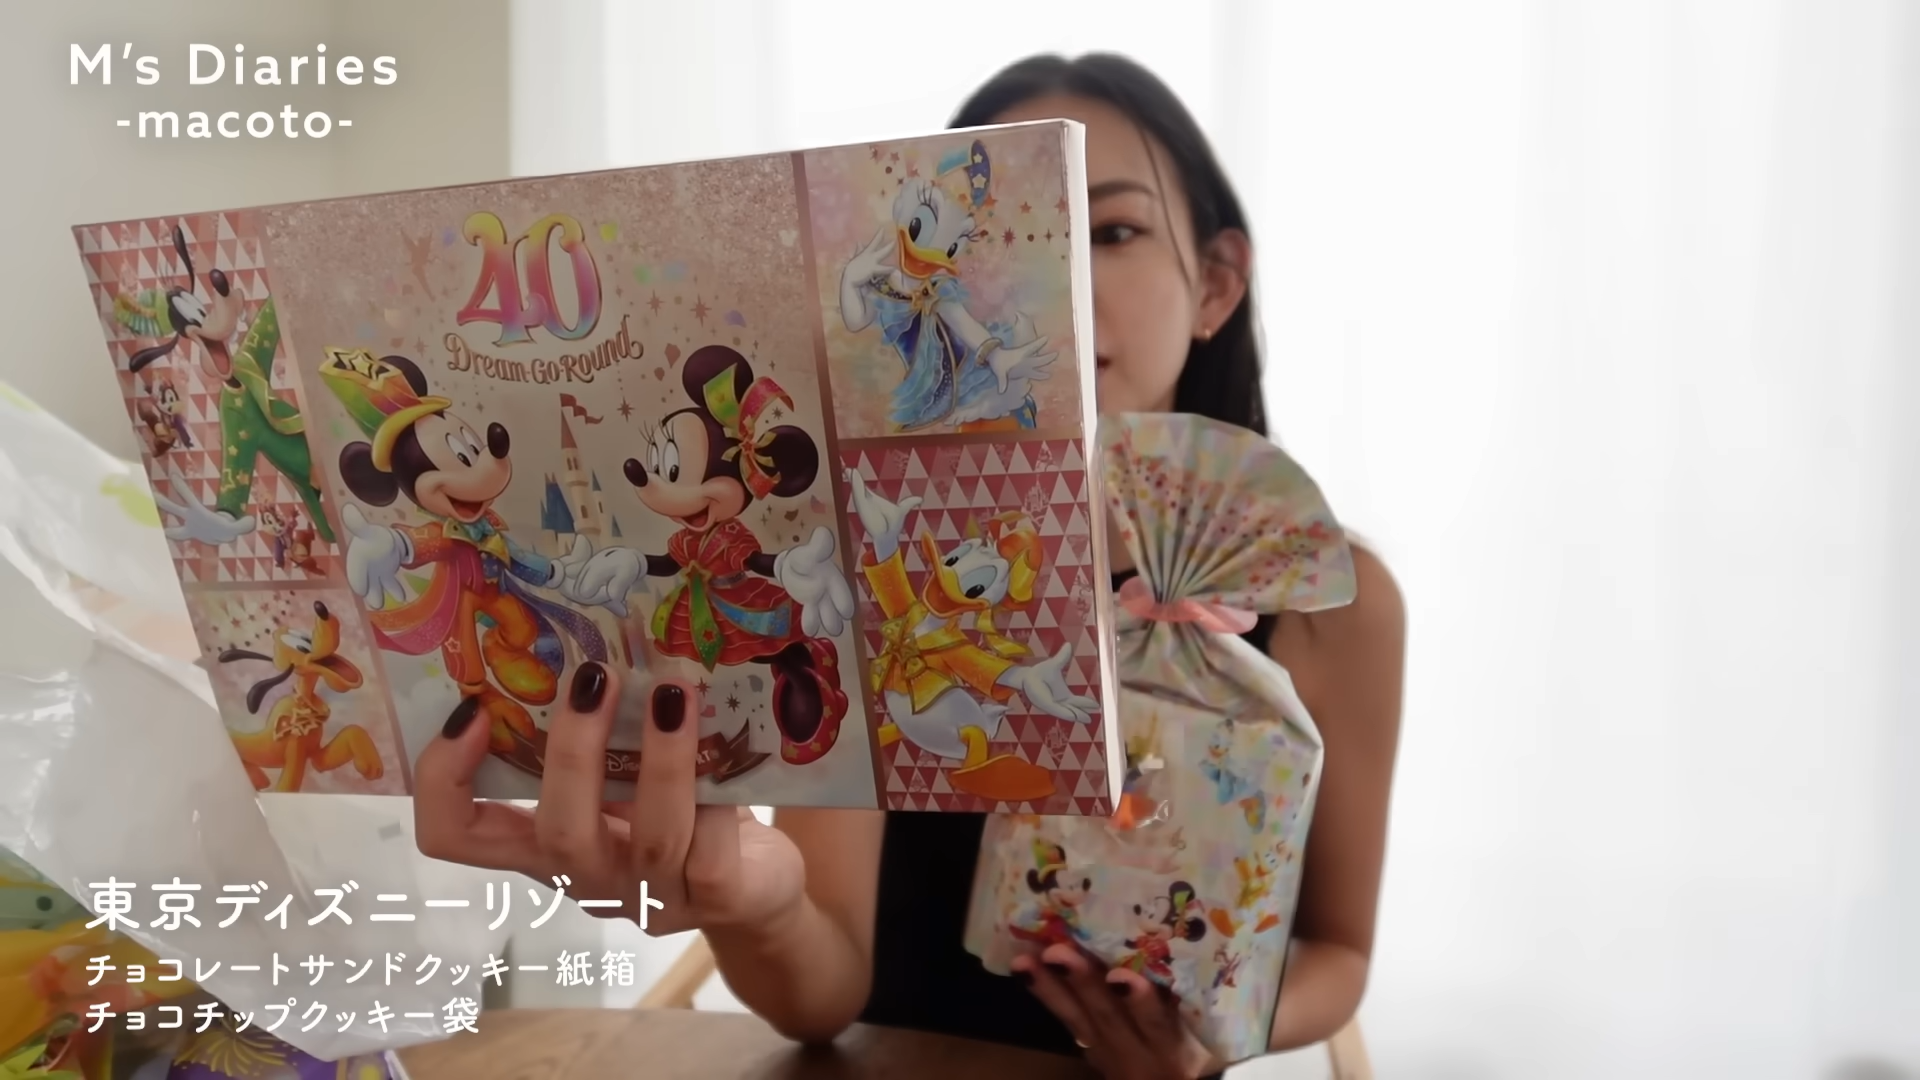 M's Diaries
-macoto-
40
Dream-Go-Round
東京ディズニーリゾート
チョコレートサンドクッキー紙箱
チョコチップクッキー袋